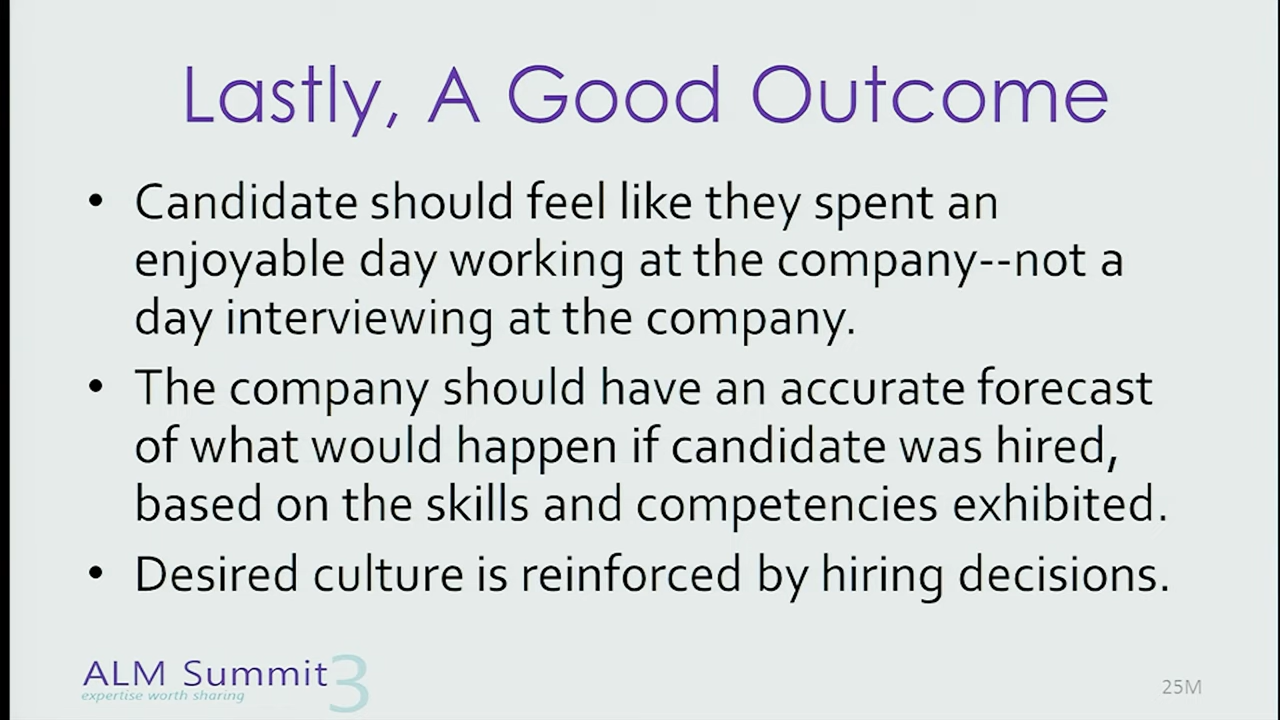 Lastly, A Good Outcome
• Candidate should feel like they spent an
enjoyable day working at the company--not a
day interviewing at the company.
• The company should have an accurate forecast
of what would happen if candidate was hired,
based on the skills and competencies exhibited.
• Desired culture is reinforced by hiring decisions.
ALM Summit 3
expertise worth sharing
25M